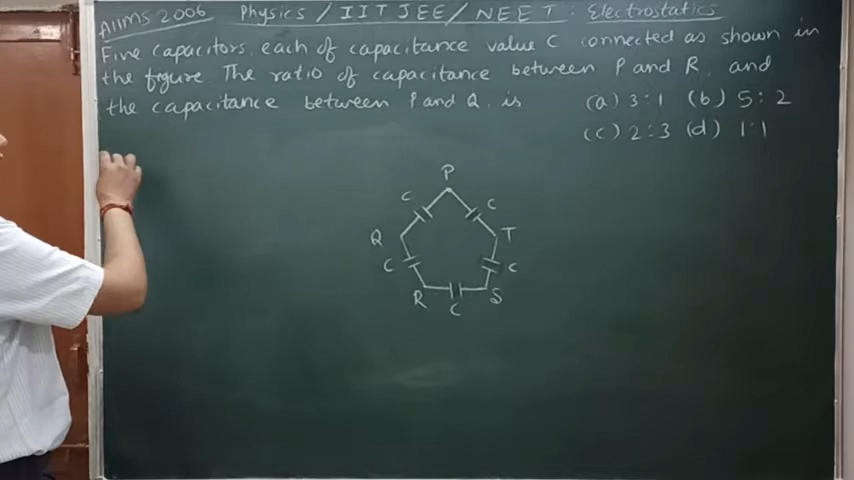 AIIMS 2006 Physics / IIT JEE / NEET : Electrostatics
Five capacitors, each of capacitance value C connected as shown in
the figure. The ratio of capacitance between P and R, and
the capacitance between P and Q, is (a) 3:1 (b) 5:2
(c) 2:3 (d) 1:1
P
C C
Q T
C C
R S
C